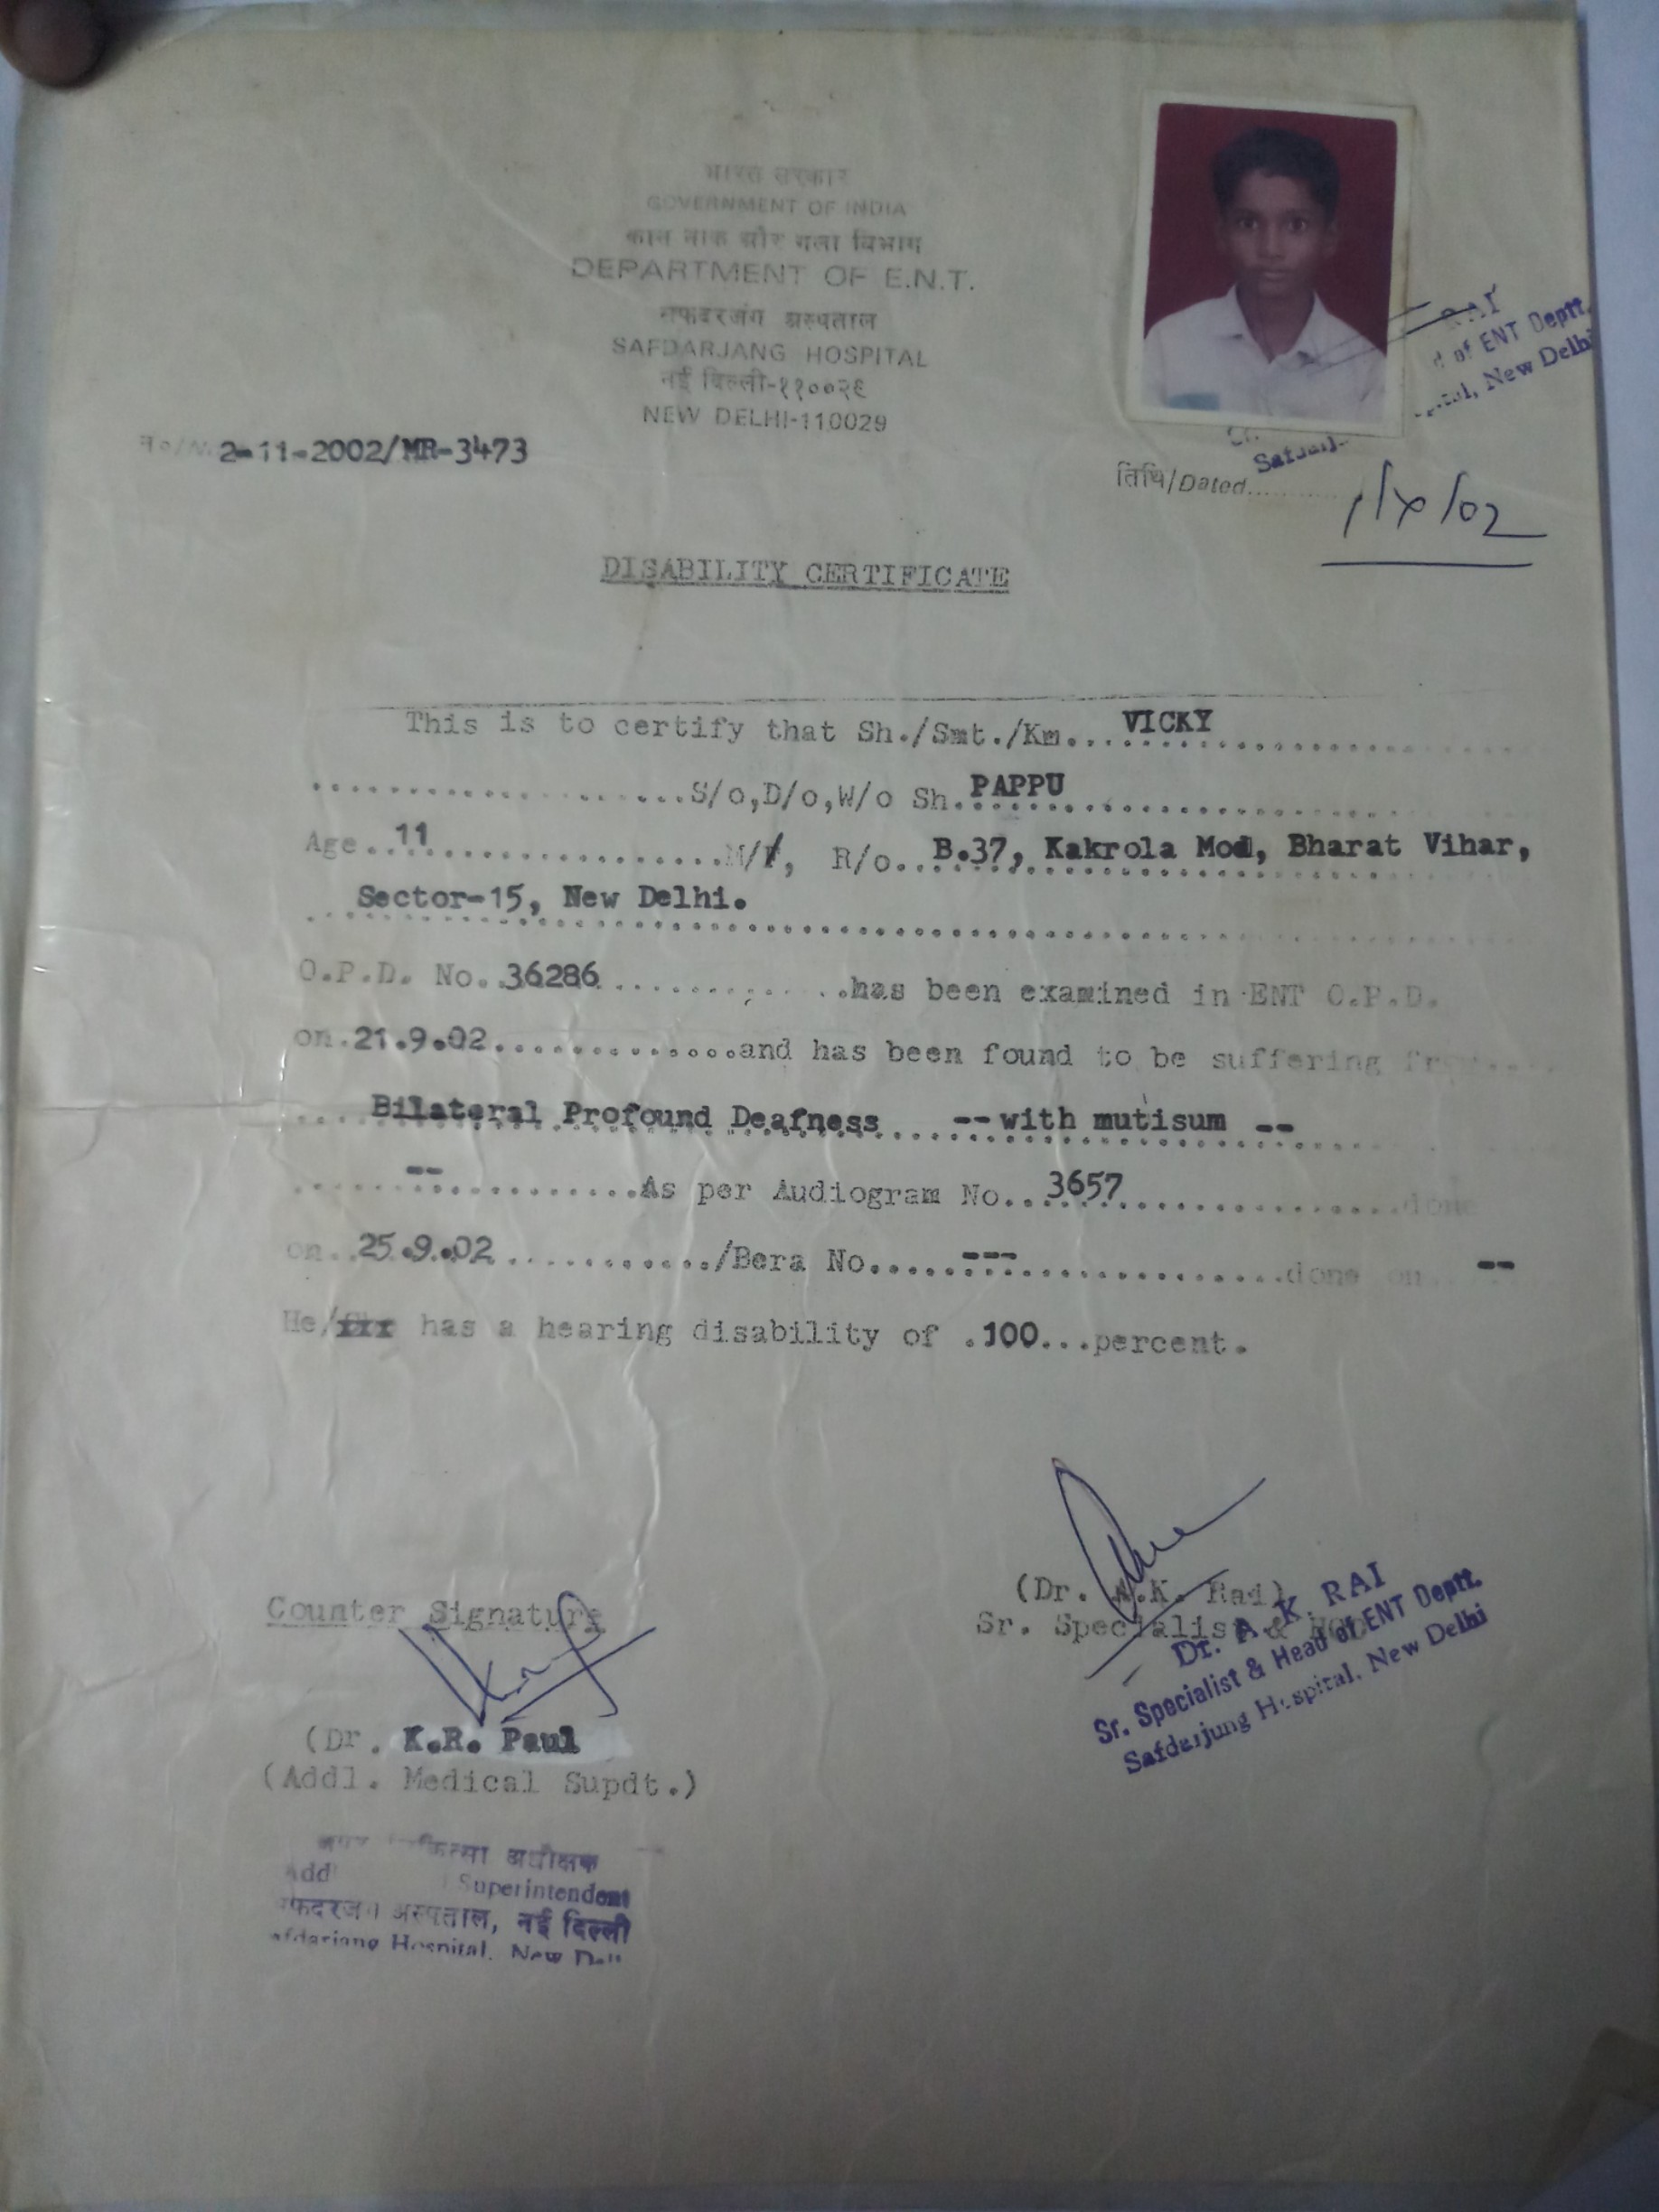 भारत सरकार
GOVERNMENT OF INDIA
कान नाक और गला विभाग
DEPARTMENT OF E.N.T.
सफदरजंग अस्पताल
SAFDARJANG HOSPITAL
नई दिल्ली-११००२९
NEW DELHI-110029
RAI
d of ENT Deptt.
New Delhi
2-11-2002/MR-3473
तिथि/Dated............
/02
DISABILITY CERTIFICATE
This is to certify that Sh./Smt./Km...VICKY
S/o,D/o,W/o Sh.PAPPU
Age..11 M/F, R/o..B.37, Kakrola Mod, Bharat Vihar,
Sector-15, New Delhi.
O.P.D. No..36286 has been examined in ENT O.P.D.
on.21.9.02..............and has been found to be suffering
Bilateral Profound Deafness -- with mutisum --
-- As per Audiogram No..3657 done
on..25.9.02............/Bera No......---....................done on.. --
He/ has a hearing disability of .100...percent.
(Dr. A.K. Rai)
Sr. Specialist &
Dr. A.K. RAI
Sr. Specialist & Head of ENT Deptt.
Safdarjung Hospital, New Delhi
Counter Signature
(Dr. K.R. Paul
(Addl. Medical Supdt.)
अधीक्षक
Superintendent
अस्पताल, नई दिल्ली
Hospital, New